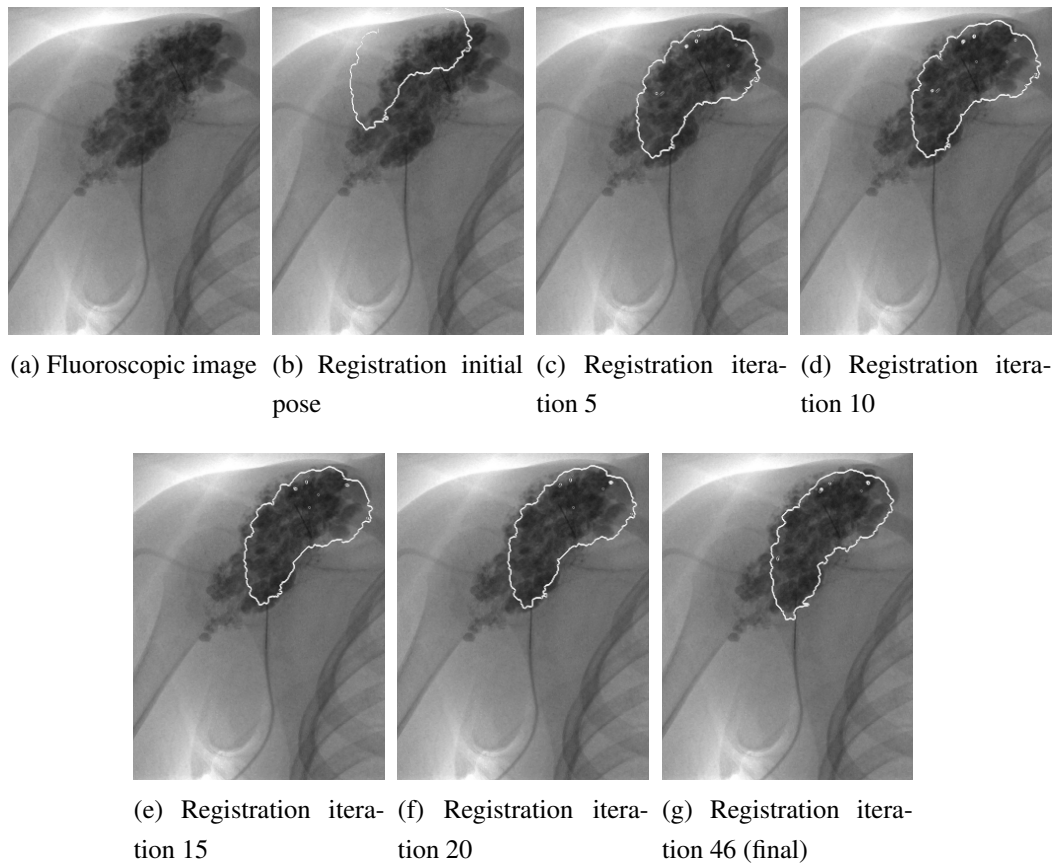 (a) Fluoroscopic image
(b) Registration initial
pose
(c) Registration itera-
tion 5
(d) Registration itera-
tion 10
(e) Registration itera-
tion 15
(f) Registration itera-
tion 20
(g) Registration itera-
tion 46 (final)